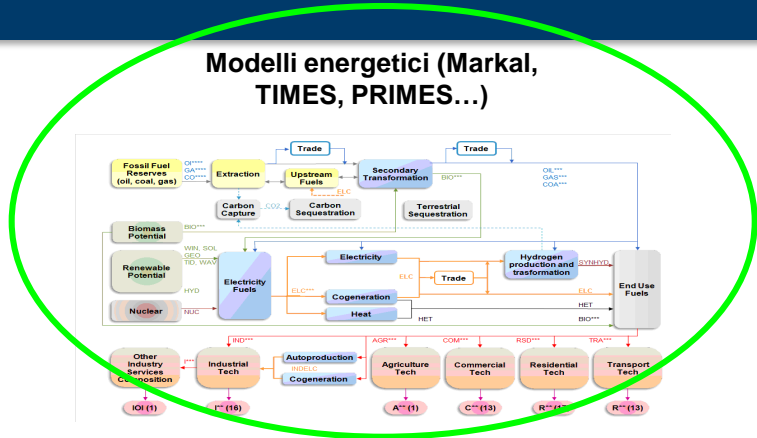 Modelli energetici (Markal,
TIMES, PRIMES…)
Trade
Trade
Fossil Fuel
Reserves
(oil, coal, gas)
OI****
GA****
CO****
Extraction
Upstream
Fuels
Secondary
Transformation
OIL***
GAS***
COA***
BIO***
ELC
Carbon
Capture
CO2
Carbon
Sequestration
Terrestrial
Sequestration
Biomass
Potential
BIO***
WIN, SOL
GEO
TID, WAV
Renewable
Potential
HYD
Electricity
Fuels
Electricity
Hydrogen
production and
trasformation
SYNHYD
End Use
Fuels
ELC
Trade
ELC***
Cogeneration
ELC
HET
Nuclear
NUC
Heat
HET
BIO***
IND***
AGR***
COM***
RSD***
TRA***
Other
Industry
Services
Composition
I***
Industrial
Tech
Autoproduction
INDELC
Cogeneration
Agriculture
Tech
Commercial
Tech
Residential
Tech
Transport
Tech
IOI (1)
I** (16)
A** (1)
C** (13)
R**
R** (13)